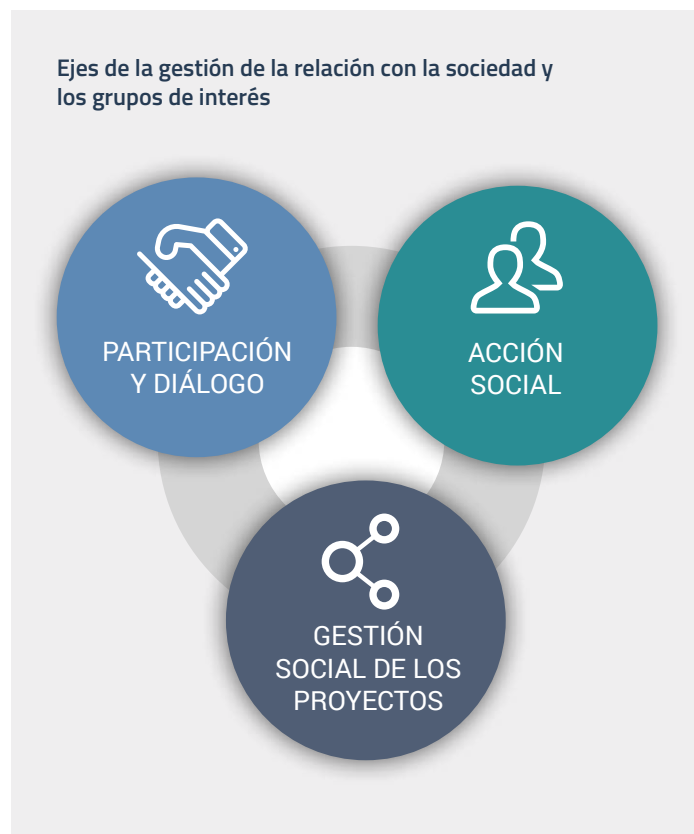 Ejes de la gestión de la relación con la sociedad y
los grupos de interés
PARTICIPACIÓN
Y DIÁLOGO
ACCIÓN
SOCIAL
GESTIÓN
SOCIAL DE LOS
PROYECTOS